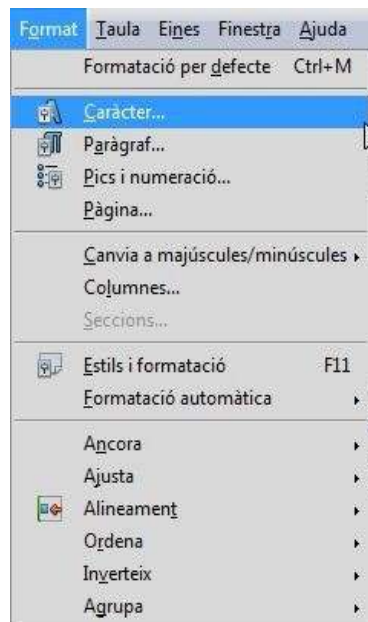 Format Taula Eines Finestra Ajuda
Formatació per defecte Ctrl+M
Caràcter...
Paràgraf...
Pics i numeració...
Pàgina...
Canvia a majúscules/minúscules
Columnes...
Seccions...
Estils i formatació F11
Formatació automàtica
Ancora
Ajusta
Alineament
Ordena
Inverteix
Agrupa